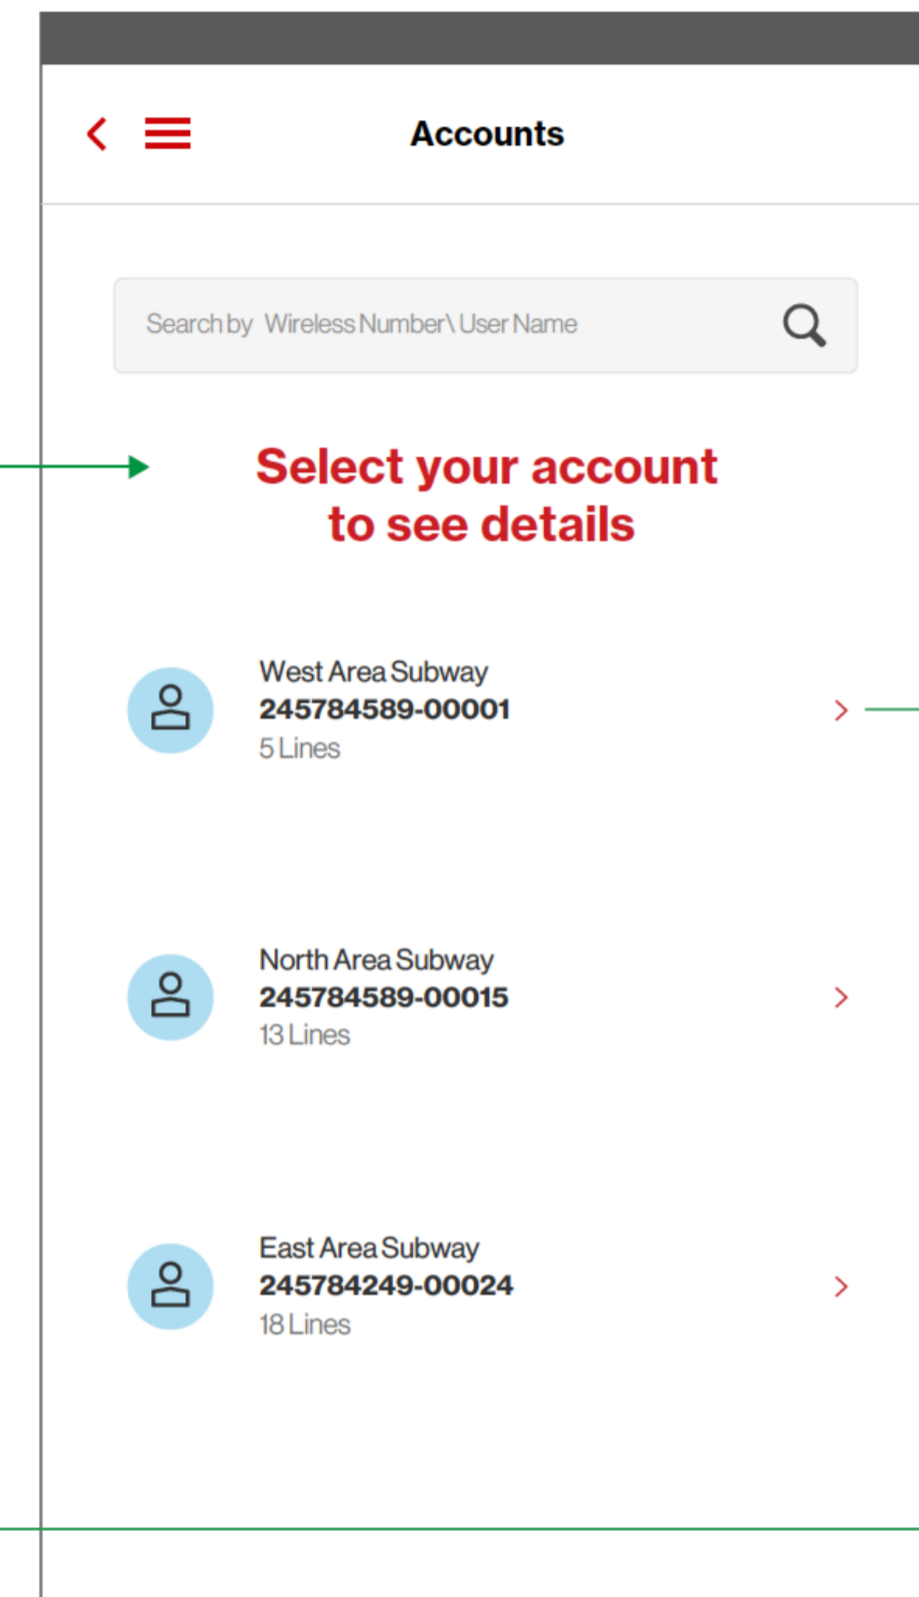 Accounts
Search by Wireless Number\ User Name
Select your account
to see details
West Area Subway
245784589-00001
5 Lines
North Area Subway
245784589-00015
13 Lines
East Area Subway
245784249-00024
18 Lines